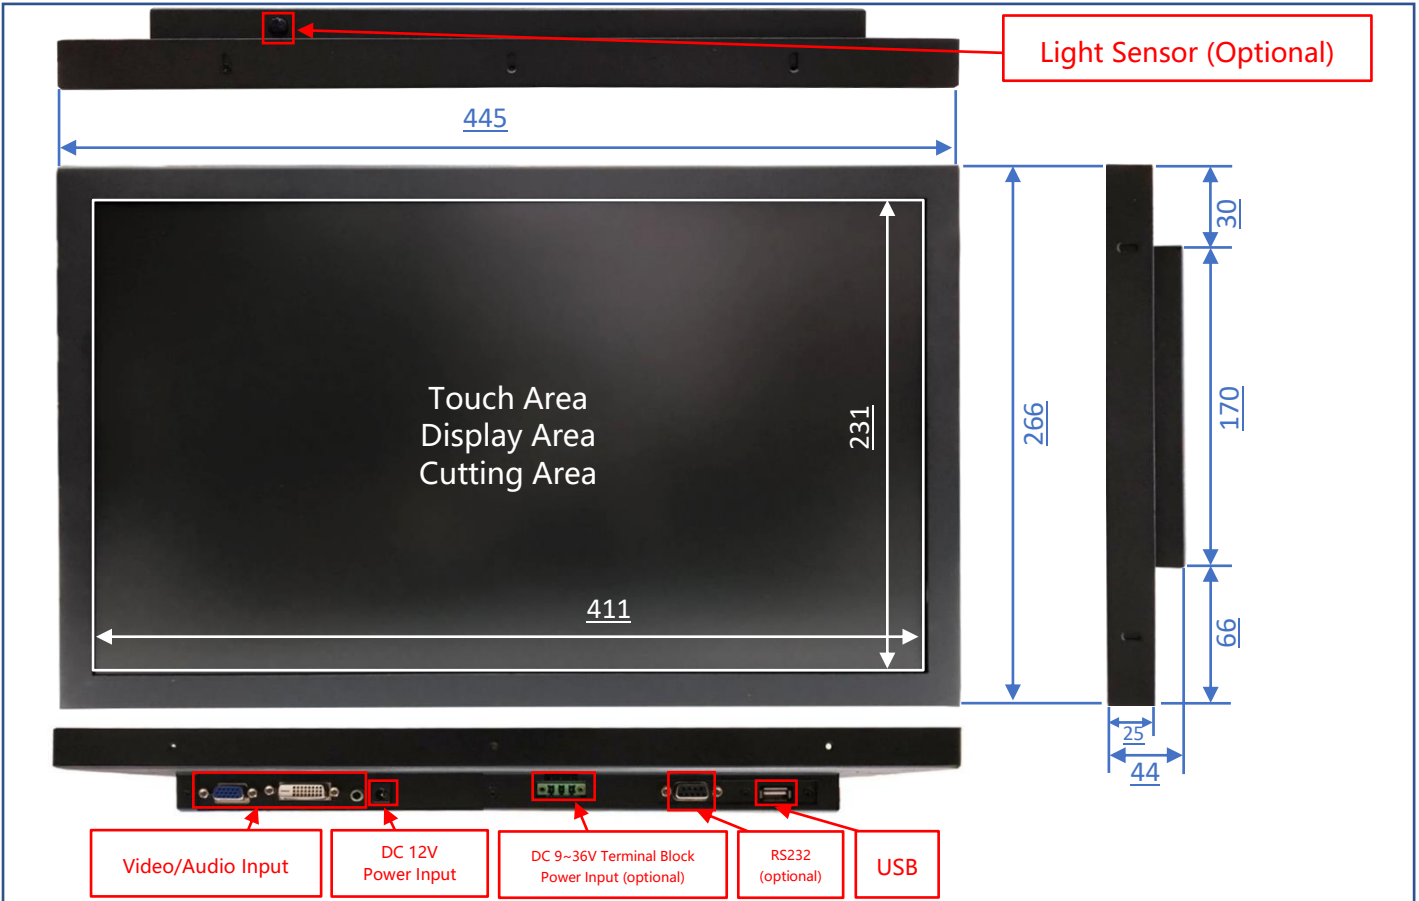 Light Sensor (Optional)
445
30
231
266
170
Touch Area
Display Area
Cutting Area
411
66
25
44
Video/Audio Input
DC 12V
Power Input
DC 9~36V Terminal Block
Power Input (optional)
RS232
(optional)
USB